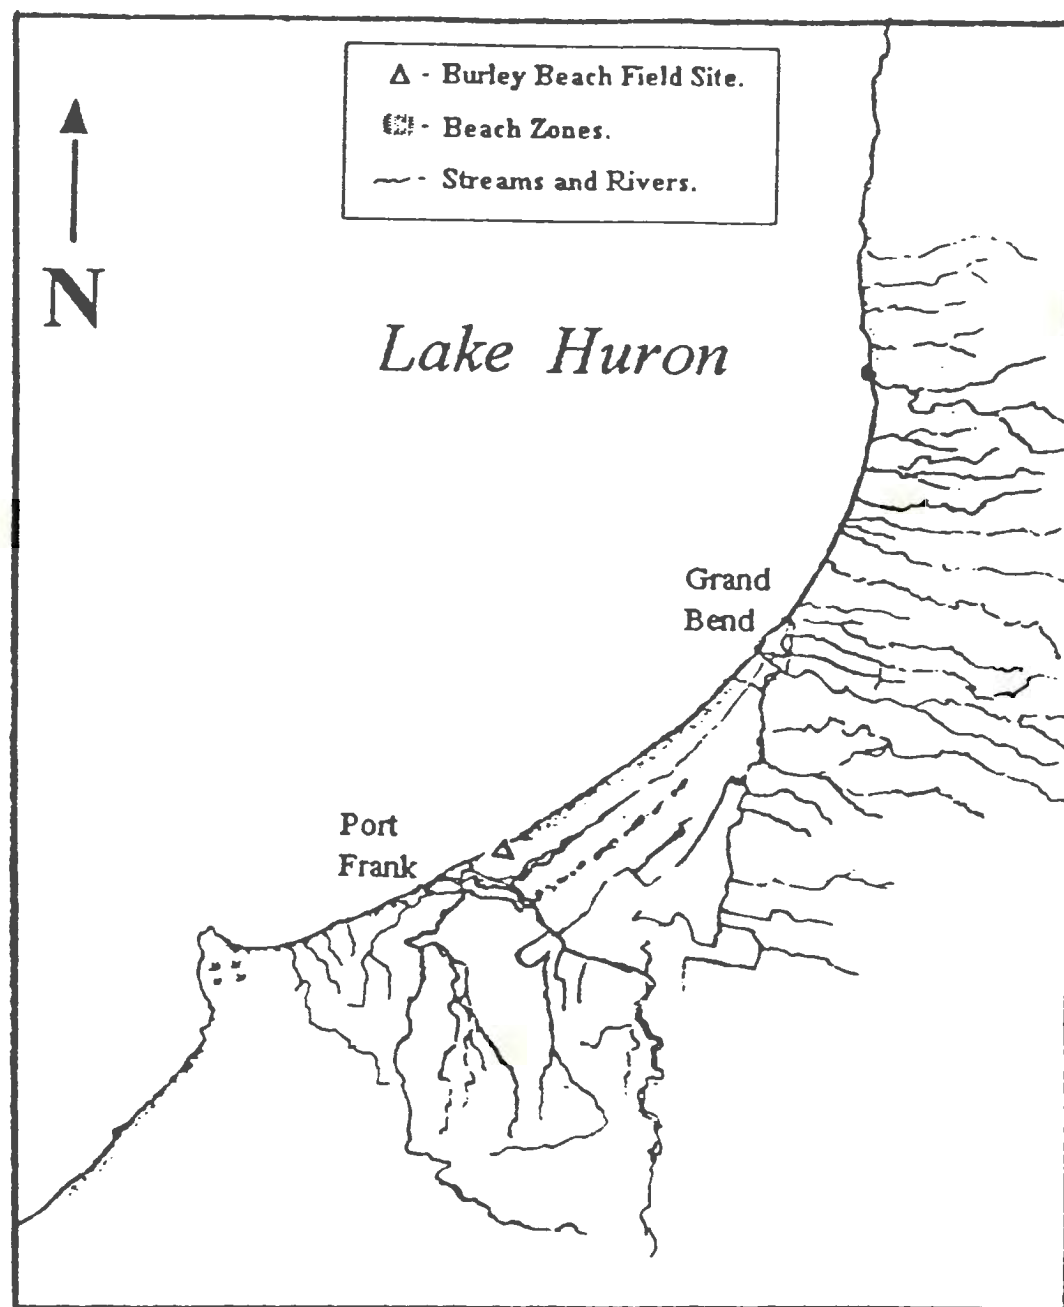 Δ - Burley Beach Field Site.
- Beach Zones.
- Streams and Rivers.
N
Lake Huron
Grand
Bend
Port
Frank